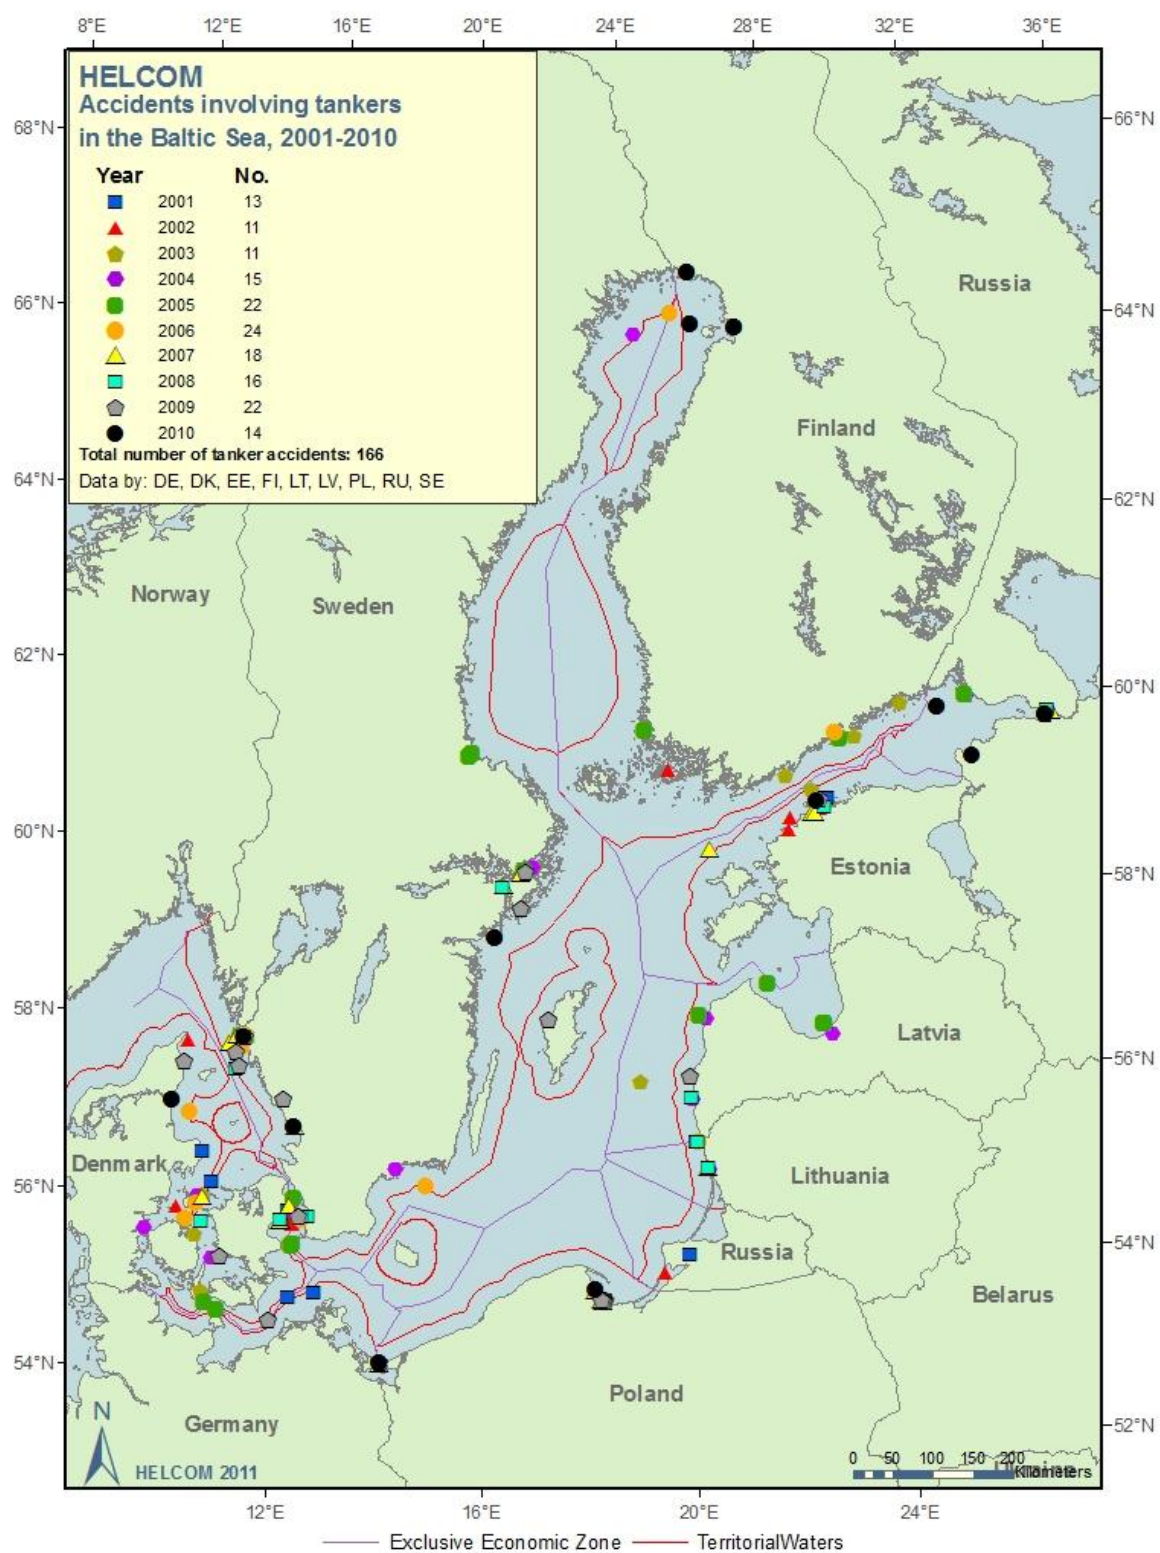 8°E 12°E 16°E 20°E 24°E 28°E 32°E 36°E
HELCOM
Accidents involving tankers
in the Baltic Sea, 2001-2010
Year No.
2001 13
2002 11
2003 11
2004 15
2005 22
2006 24
2007 18
2008 16
2009 22
2010 14
Total number of tanker accidents: 166
Data by: DE, DK, EE, FI, LT, LV, PL, RU, SE
68°N
66°N
66°N
64°N
64°N
62°N
62°N
60°N
60°N
58°N
58°N
56°N
56°N
54°N
54°N
52°N
Russia
Finland
Norway
Sweden
Estonia
Latvia
Denmark
Lithuania
Russia
Belarus
Poland
Germany
N
HELCOM 2011
0 50 100 150 200
Kilometers
12°E 16°E 20°E 24°E
Exclusive Economic Zone TerritorialWaters